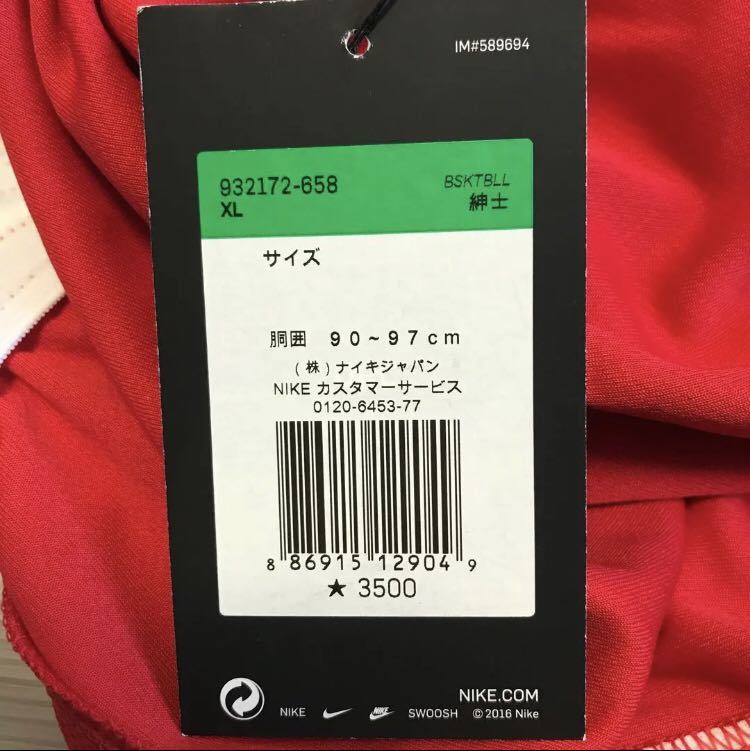 IM#589694
932172-658 BSKTBLL
XL 紳士
サイズ
胴囲 90~97cm
(株)ナイキジャパン
NIKE カスタマーサービス
0120-6453-77
8 86915 12904 9
★ 3500
NIKE.COM
NIKE SWOOSH ©2016 Nike